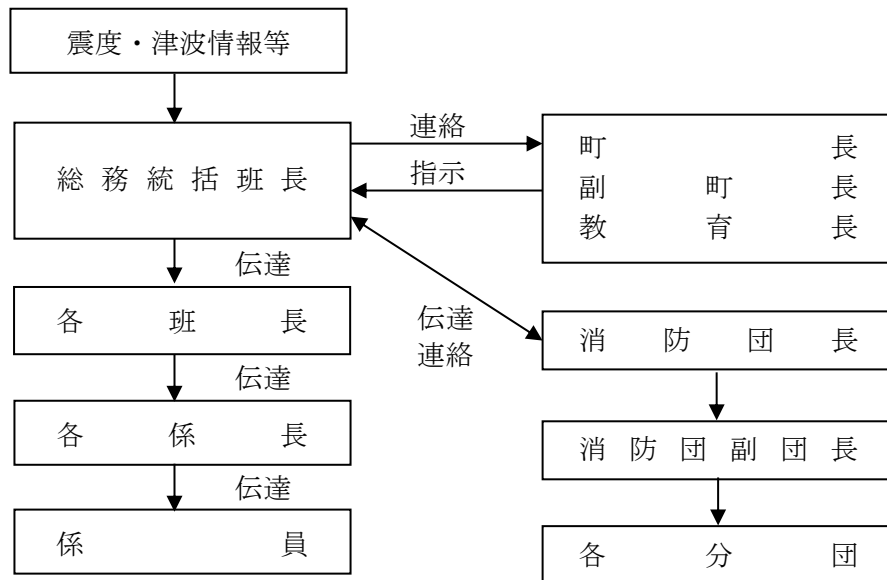 震度・津波情報等
連絡
総務統括班長
指示
町長
副町長
教育長
伝達
各班長
伝達
連絡
消防団長
伝達
各係長
消防団副団長
伝達
係員
各分団